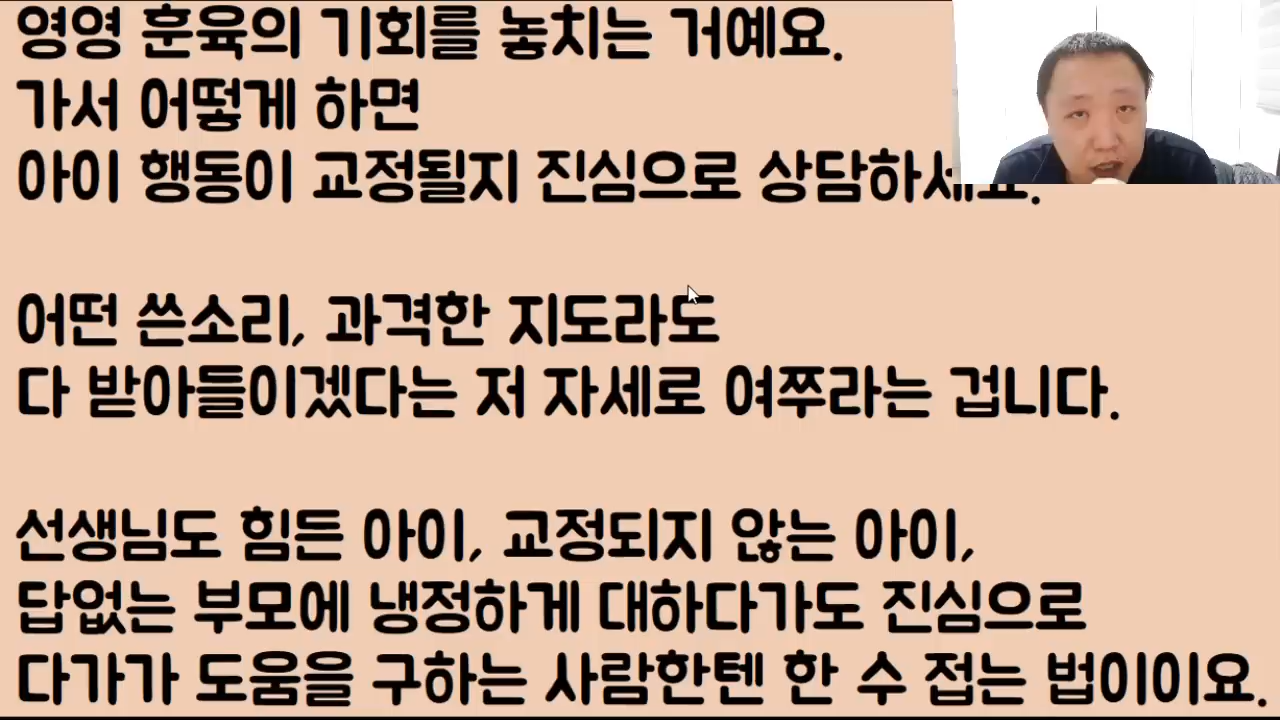 영영 훈육의 기회를 놓치는 거예요.
가서 어떻게 하면
아이 행동이 교정될지 진심으로 상담하세요.
어떤 쓴소리, 과격한 지도라도
다 받아들이겠다는 저 자세로 여쭈라는 겁니다.
선생님도 힘든 아이, 교정되지 않는 아이,
답없는 부모에 냉정하게 대하다가도 진심으로
다가가 도움을 구하는 사람한텐 한 수 접는 법이이요.